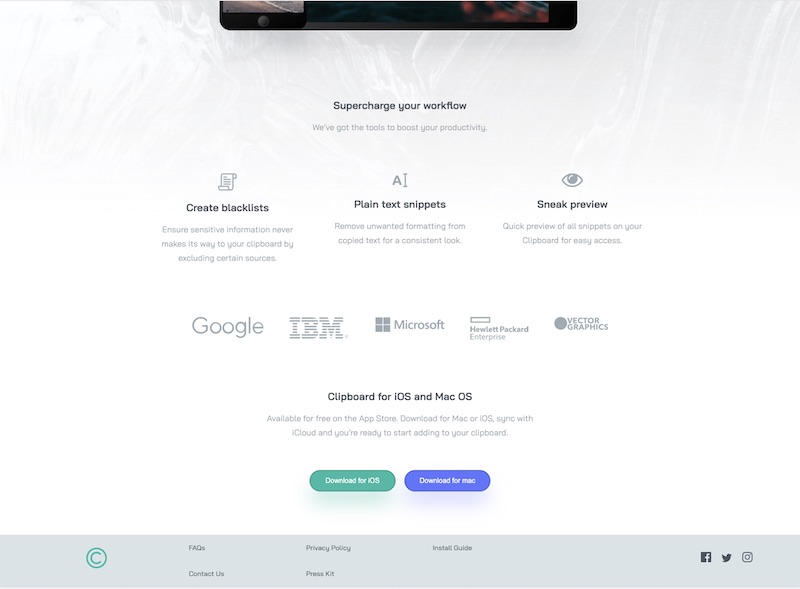 Supercharge your workflow
We've got the tools to boost your productivity.
Create blacklists
Ensure sensitive information never
makes its way to your clipboard by
excluding certain sources.
Plain text snippets
Remove unwanted formatting from
copied text for a consistent look.
Sneak preview
Quick preview of all snippets on your
Clipboard for easy access.
Google
IBM
Microsoft
Hewlett Packard
Enterprise
VECTOR
GRAPHICS
Clipboard for iOS and Mac OS
Available for free on the App Store. Download for Mac or iOS, sync with
iCloud and you're ready to start adding to your clipboard.
Download for iOS
Download for mac
FAQs
Privacy Policy
Install Guide
Contact Us
Press Kit